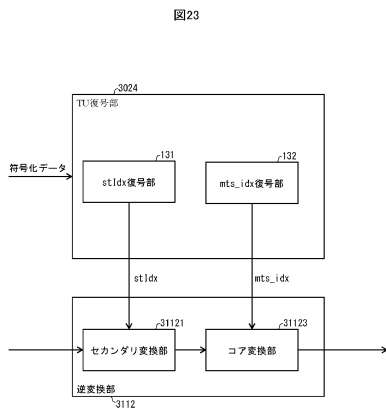 図23
3024
TU復号部
符号化データ
131
stIdx復号部
132
mts_idx復号部
stIdx
mts_idx
31121
セカンダリ変換部
31123
コア変換部
逆変換部
3112